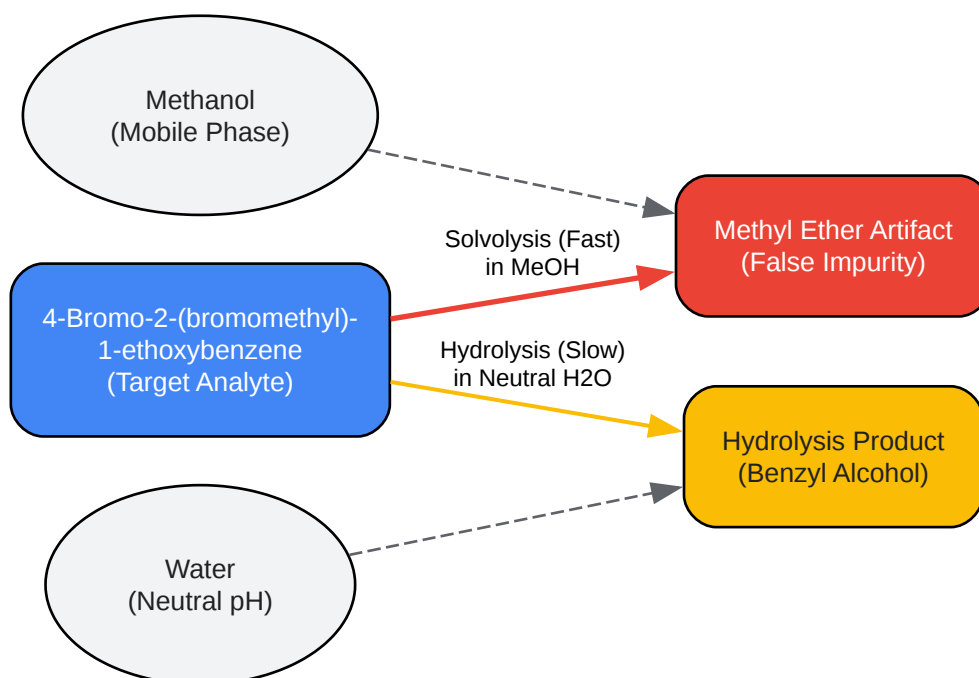 Methanol
(Mobile Phase)
Methyl Ether Artifact
(False Impurity)
Solvolysis (Fast)
in MeOH
4-Bromo-2-(bromomethyl)-
1-ethoxybenzene
(Target Analyte)
Hydrolysis (Slow)
in Neutral H2O
Hydrolysis Product
(Benzyl Alcohol)
Water
(Neutral pH)